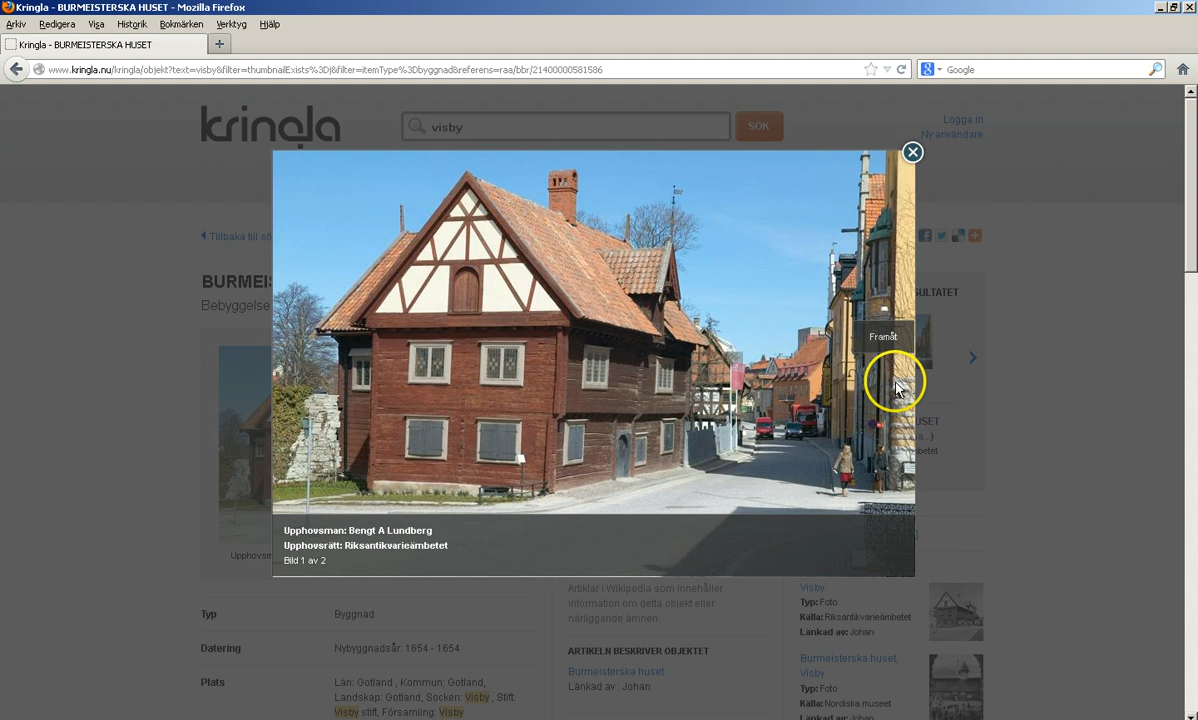 Kringla - BURMEISTERSKA HUSET - Mozilla Firefox
Arkiv Redigera Visa Historik Bokmärken Verktyg Hjälp
Kringla - BURMEISTERSKA HUSET
www.kringla.nu/kringla/objekt?text=visby&filter=thumbnailExists%3Dj&filter=itemType%3Dbyggnad&referens=raa/bbr/21400000581586
Google
kringla
visby
SÖK
Logga in
Ny användare
Tillbaka till sö
BURMEI
Bebyggelse
SULTATET
Framåt
HUSET
Upphovsman: Bengt A Lundberg
Upphovsrätt: Riksantikvarieämbetet
Bild 1 av 2
Upphovsm
Typ Byggnad
Datering Nybyggnadsår: 1654 - 1654
Plats Län: Gotland , Kommun: Gotland,
Landskap: Gotland, Socken: Visby , Stift:
Visby stift, Församling: Visby
Artiklar i Wikipedia som innehåller
information om detta objekt eller
närliggande ämnen.
ARTIKELN BESKRIVER OBJEKTET
Burmeisterska huset
Länkad av : Johan
Visby
Typ: Foto
Källa: Riksantikvarieämbetet
Länkad av: Johan
Burmeisterska huset,
Visby
Typ: Foto
Källa: Nordiska museet
Länkad av: Johan